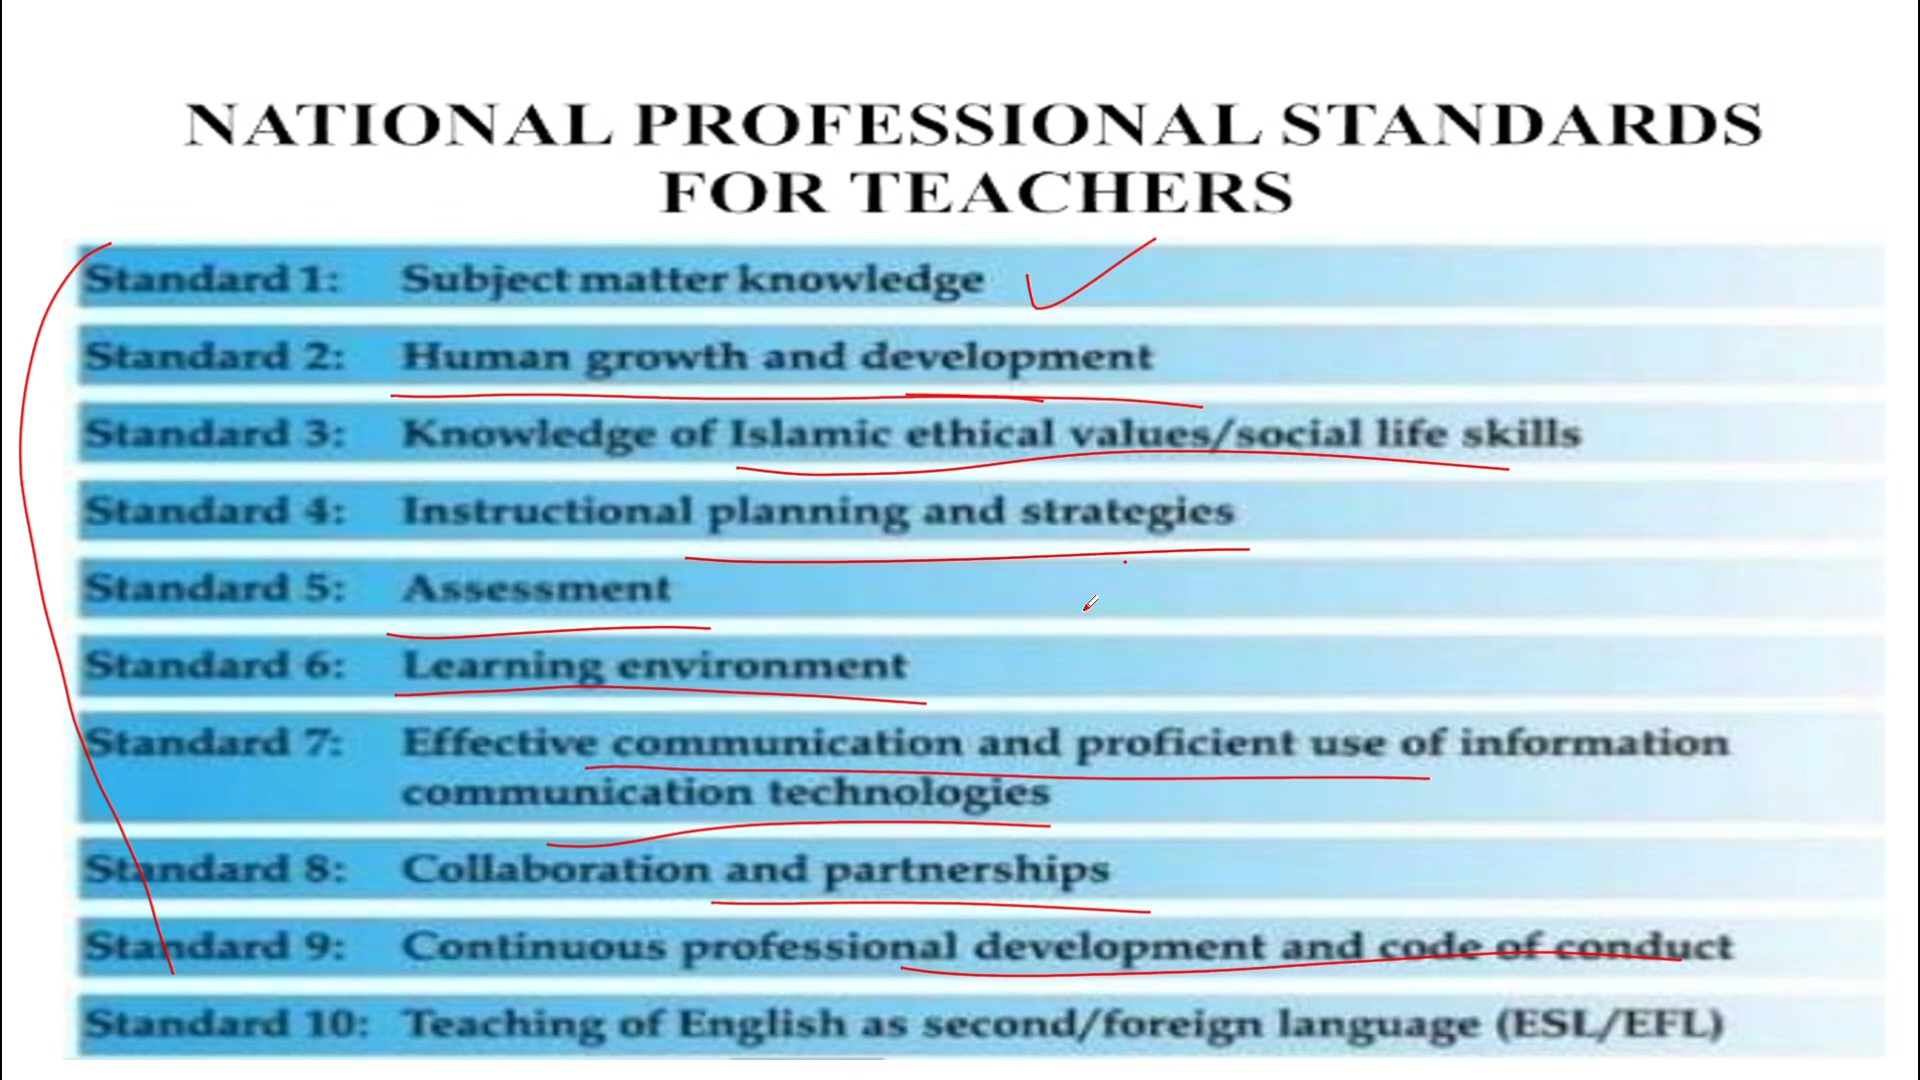 NATIONAL PROFESSIONAL STANDARDS
FOR TEACHERS
Standard 1: Subject matter knowledge
Standard 2: Human growth and development
Standard 3: Knowledge of Islamic ethical values/social life skills
Standard 4: Instructional planning and strategies
Standard 5: Assessment
Standard 6: Learning environment
Standard 7: Effective communication and proficient use of information
communication technologies
Standard 8: Collaboration and partnerships
Standard 9: Continuous professional development and code of conduct
Standard 10: Teaching of English as second/foreign language (ESL/EFL)